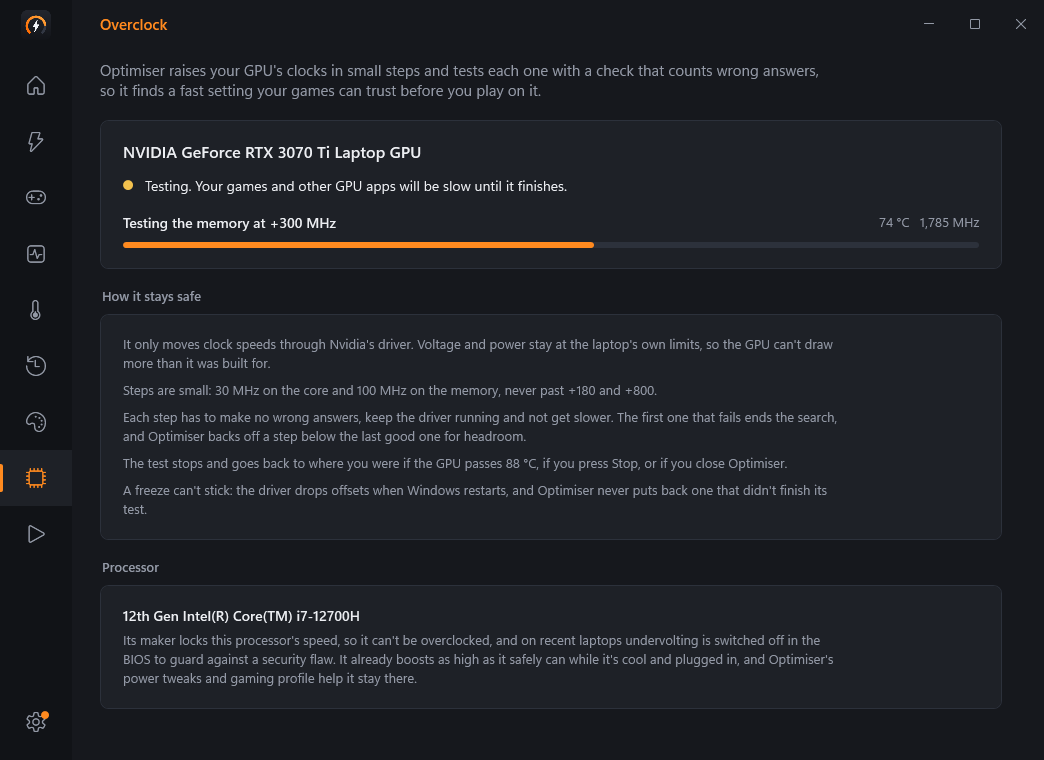 Overclock
Optimiser raises your GPU's clocks in small steps and tests each one with a check that counts wrong answers,
so it finds a fast setting your games can trust before you play on it.
NVIDIA GeForce RTX 3070 Ti Laptop GPU
Testing. Your games and other GPU apps will be slow until it finishes.
Testing the memory at +300 MHz
74 °C 1,785 MHz
How it stays safe
It only moves clock speeds through Nvidia's driver. Voltage and power stay at the laptop's own limits, so the GPU can't draw
more than it was built for.
Steps are small: 30 MHz on the core and 100 MHz on the memory, never past +180 and +800.
Each step has to make no wrong answers, keep the driver running and not get slower. The first one that fails ends the search,
and Optimiser backs off a step below the last good one for headroom.
The test stops and goes back to where you were if the GPU passes 88 °C, if you press Stop, or if you close Optimiser.
A freeze can't stick: the driver drops offsets when Windows restarts, and Optimiser never puts back one that didn't finish its
test.
Processor
12th Gen Intel(R) Core(TM) i7-12700H
Its maker locks this processor's speed, so it can't be overclocked, and on recent laptops undervolting is switched off in the
BIOS to guard against a security flaw. It already boosts as high as it safely can while it's cool and plugged in, and Optimiser's
power tweaks and gaming profile help it stay there.